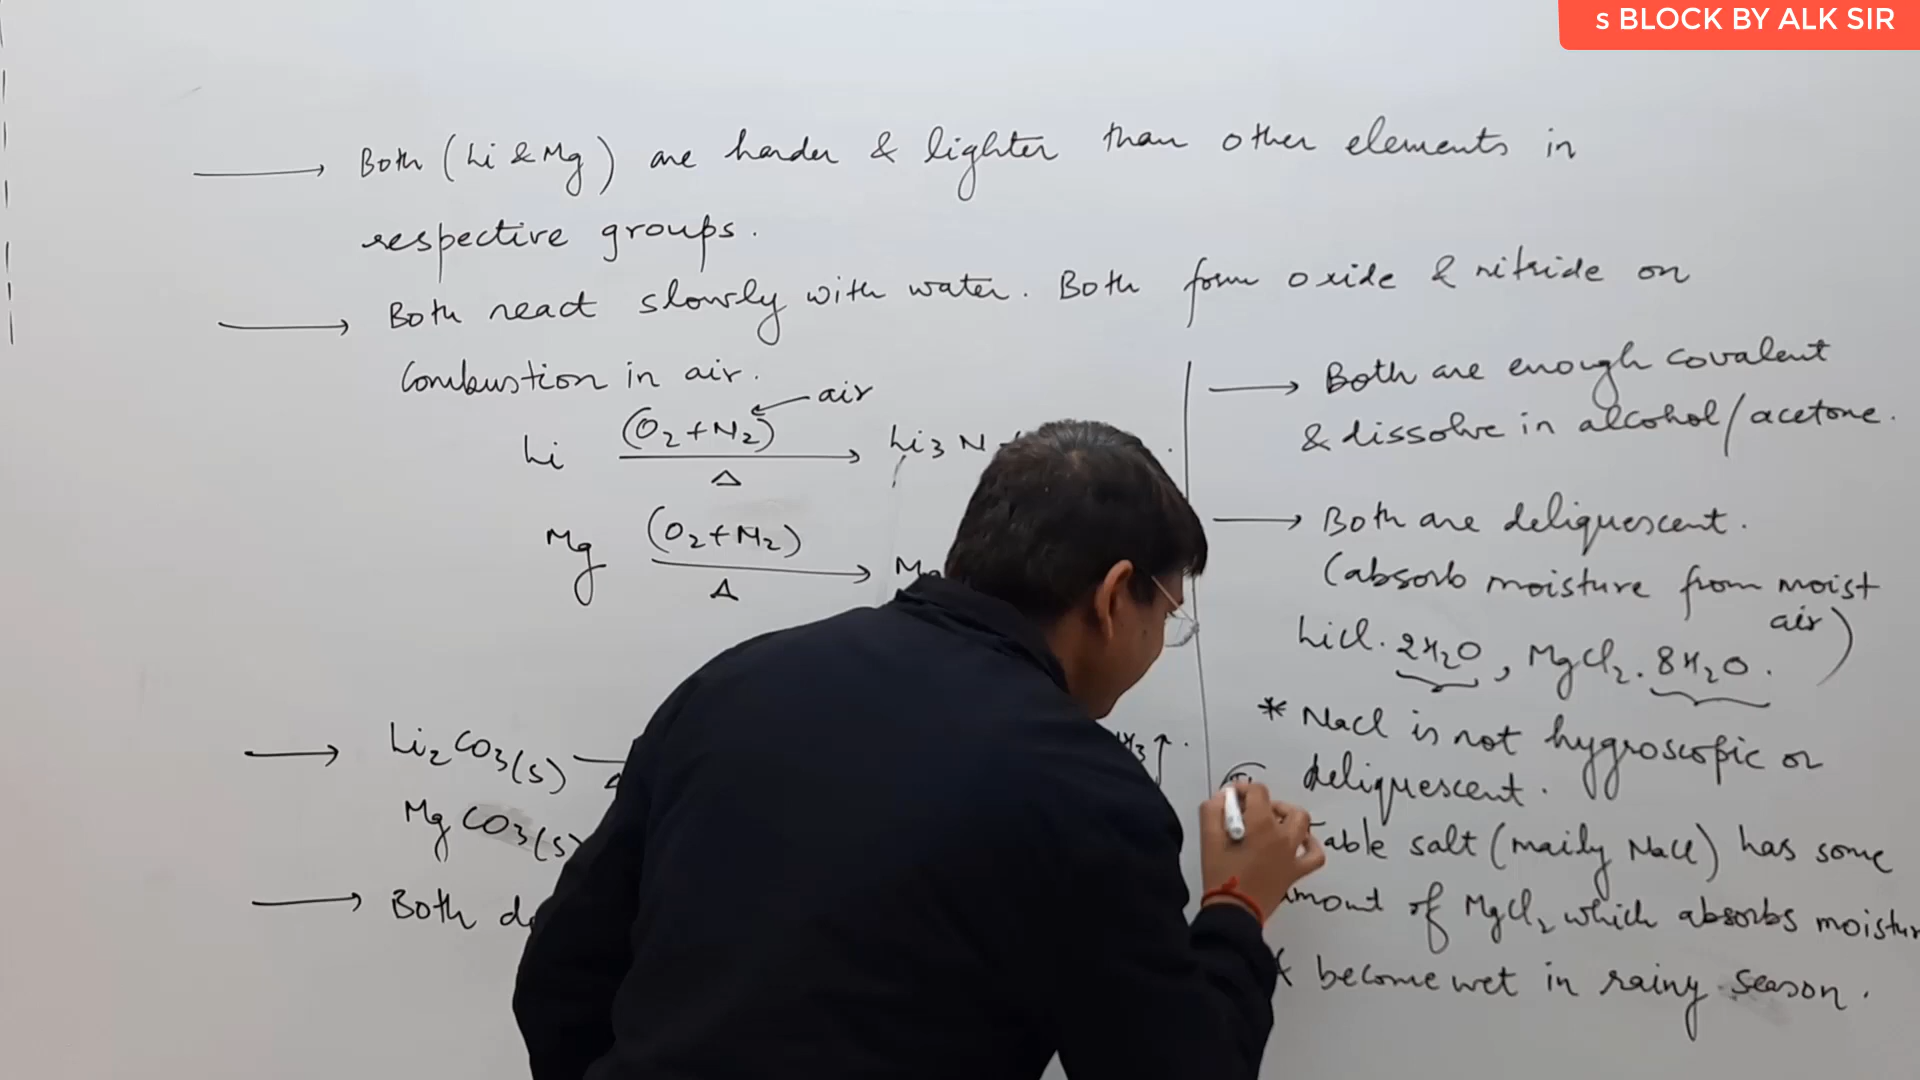 s BLOCK BY ALK SIR
Both (Li & Mg) are harder & lighter than other elements in
respective groups.
Both react slowly with water. Both form oxide & nitride on
Combustion in air.
air
Li (O2+N2) Δ → Li3N
Mg (O2+N2) Δ →
Li2CO3(s)
MgCO3(s)
Both
→ Both are enough covalent
& dissolve in alcohol/acetone.
→ Both are deliquescent.
(absorb moisture from moist
air)
LiCl.2H2O, MgCl2.8H2O.
* NaCl is not hygroscopic or
deliquescent.
Table salt (maily NaCl) has some
amount of MgCl2 which absorbs moistur
become wet in rainy season.